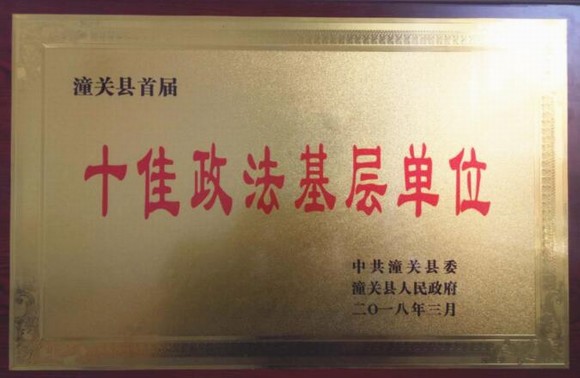 潼关县首届
十佳政法基层单位
中共潼关县委
潼关县人民政府
二〇一八年三月